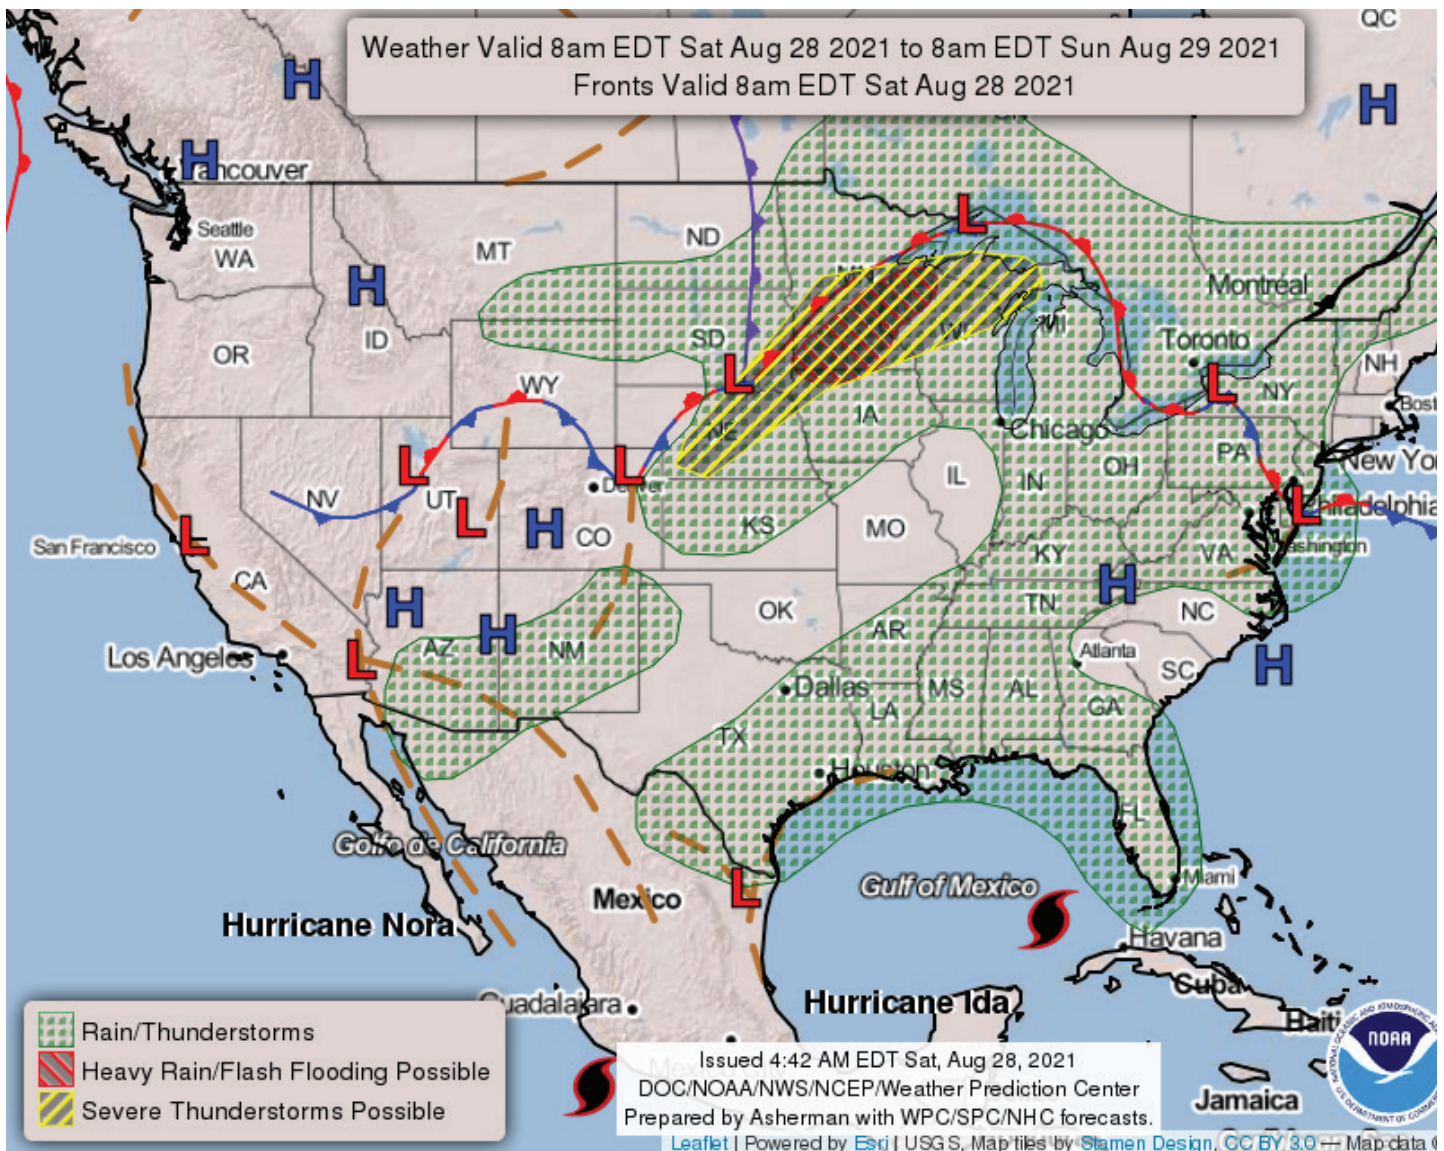 QC
Weather Valid 8am EDT Sat Aug 28 2021 to 8am EDT Sun Aug 29 2021
Fronts Valid 8am EDT Sat Aug 28 2021
H
H
H
Vancouver
L
Seattle
WA
MT
ND
H
ID
MN
Montréal
OR
SD
WI
MI
Toronto
NH
WY
L
L
NY
IA
Boston
NE
Chicago
PA
New Yo
L
L
Denver
IL
IN
OH
NV
UT
L
Philadelphia
L
San Francisco
L
H
CO
KS
MO
VA
Washington
CA
KY
H
H
OK
TN
NC
AR
Los Angeles
L
AZ
H
NM
Atlanta
SC
H
Dallas
MS
AL
GA
LA
TX
Houston
FL
Golfo de California
Miami
Mexico
L
Gulf of Mexico
Hurricane Nora
Havana
Cuba
Guadalajara
Hurricane Ida
Haiti
NOAA
Rain/Thunderstorms
Heavy Rain/Flash Flooding Possible
Severe Thunderstorms Possible
Issued 4:42 AM EDT Sat, Aug 28, 2021
DOC/NOAA/NWS/NCEP/Weather Prediction Center
Prepared by Asherman with WPC/SPC/NHC forecasts.
Jamaica
Leaflet | Powered by Esri | USGS, Map tiles by Stamen Design, CC BY 3.0 — Map data ©